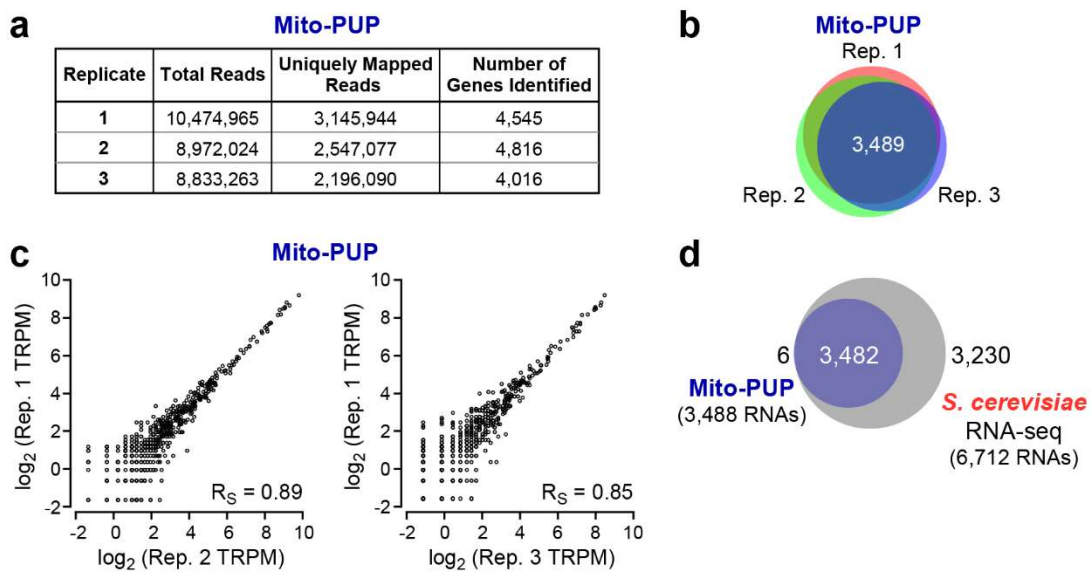 a
Mito-PUP
Replicate Total Reads Uniquely Mapped Reads Number of Genes Identified
1 10,474,965 3,145,944 4,545
2 8,972,024 2,547,077 4,816
3 8,833,263 2,196,090 4,016
b
Mito-PUP
Rep. 1
3,489
Rep. 2
Rep. 3
c
Mito-PUP
10
8
6
4
2
0
-2
log2 (Rep. 1 TRPM)
RS = 0.89
-2 0 2 4 6 8 10
log2 (Rep. 2 TRPM)
10
8
6
4
2
0
-2
log2 (Rep. 1 TRPM)
RS = 0.85
-2 0 2 4 6 8 10
log2 (Rep. 3 TRPM)
d
6
3,482
3,230
Mito-PUP
(3,488 RNAs)
S. cerevisiae
RNA-seq
(6,712 RNAs)